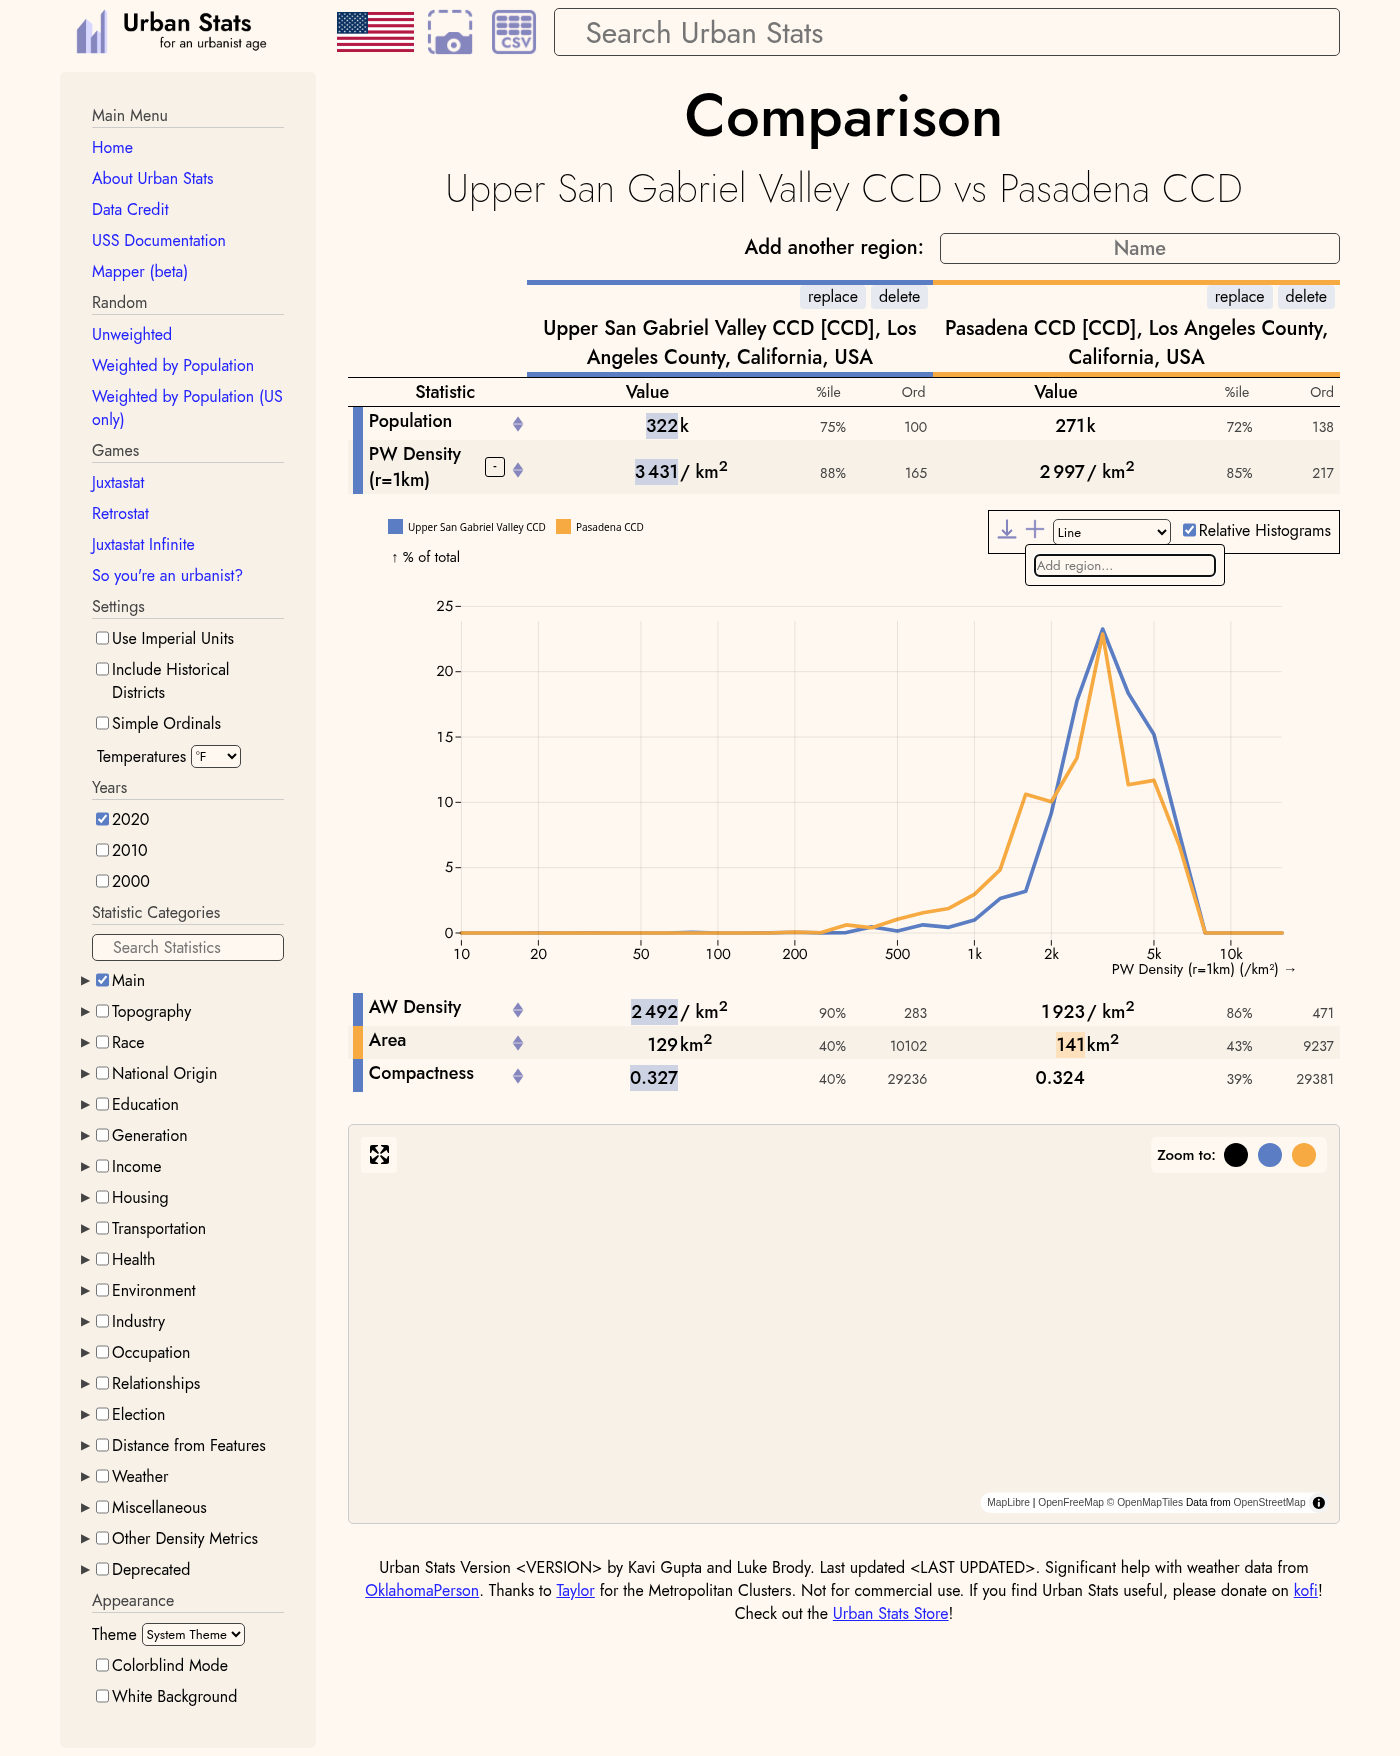 Urban Stats
for an urbanist age
CSV
Search Urban Stats
Main Menu
Home
About Urban Stats
Data Credit
USS Documentation
Mapper (beta)
Random
Unweighted
Weighted by Population
Weighted by Population (US
only)
Games
Juxtastat
Retrostat
Juxtastat Infinite
So you're an urbanist?
Settings
Use Imperial Units
Include Historical
Districts
Simple Ordinals
Temperatures °F
Years
2020
2010
2000
Statistic Categories
Search Statistics
Main
Topography
Race
National Origin
Education
Generation
Income
Housing
Transportation
Health
Environment
Industry
Occupation
Relationships
Election
Distance from Features
Weather
Miscellaneous
Other Density Metrics
Deprecated
Appearance
Theme System Theme
Colorblind Mode
White Background
Comparison
Upper San Gabriel Valley CCD vs Pasadena CCD
Add another region: Name
replace delete replace delete
Upper San Gabriel Valley CCD [CCD], Los Angeles County, California, USA
Pasadena CCD [CCD], Los Angeles County, California, USA
Statistic Value %ile Ord Value %ile Ord
Population 322k 75% 100 271k 72% 138
PW Density (r=1km) - 3 431/ km² 88% 165 2 997/ km² 85% 217
Upper San Gabriel Valley CCD Pasadena CCD
Line Relative Histograms
Add region...
↑ % of total
25
20
15
10
5
0
10 20 50 100 200 500 1k 2k 5k 10k
PW Density (r=1km) (/km²) →
AW Density 2 492/ km² 90% 283 1 923/ km² 86% 471
Area 129km² 40% 10102 141km² 43% 9237
Compactness 0.327 40% 29236 0.324 39% 29381
Zoom to:
MapLibre | OpenFreeMap © OpenMapTiles Data from OpenStreetMap
Urban Stats Version <VERSION> by Kavi Gupta and Luke Brody. Last updated <LAST UPDATED>. Significant help with weather data from
OklahomaPerson. Thanks to Taylor for the Metropolitan Clusters. Not for commercial use. If you find Urban Stats useful, please donate on kofi!
Check out the Urban Stats Store!